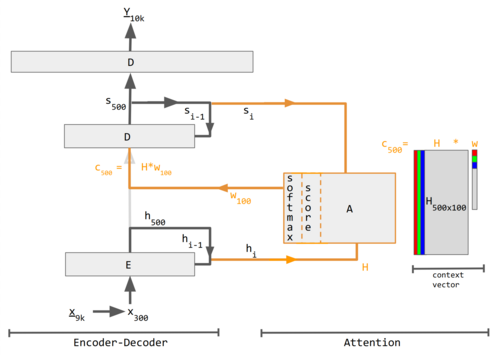 Y10k
D
s500
si-1
si
D
c500 = H * w
c500 = H*w100
w100
softmax
score
A
H500x100
h500
hi-1
hi
E
H
context
vector
x9k
x300
Encoder-Decoder
Attention